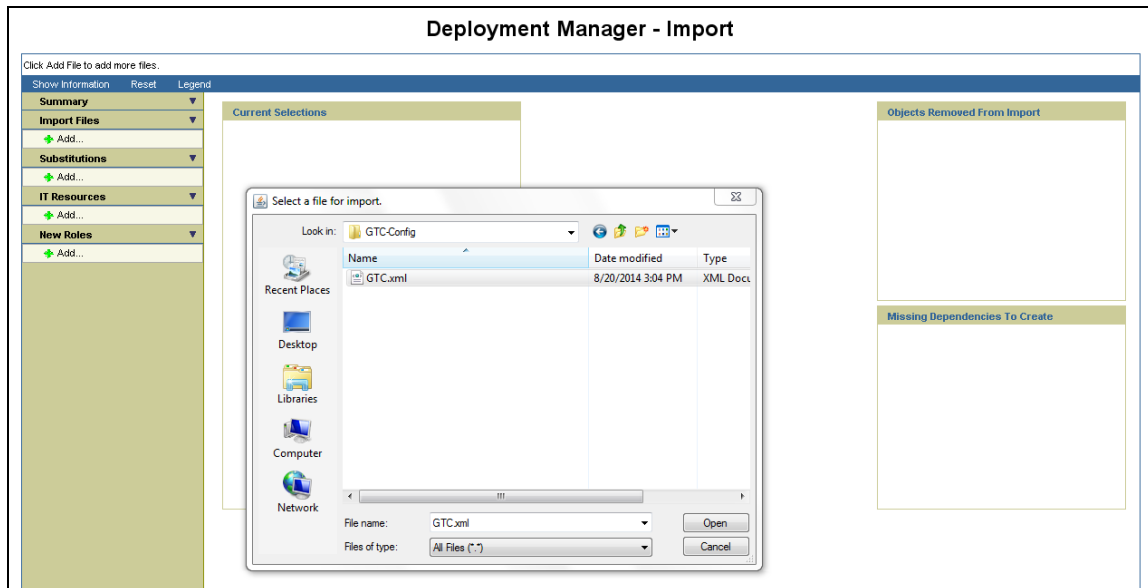 Deployment Manager - Import
Click Add File to add more files.
Show Information Reset Legend
Summary
Import Files
Add...
Substitutions
Add...
IT Resources
Add...
New Roles
Add...
Current Selections
Objects Removed From Import
Missing Dependencies To Create
Select a file for import.
Look in: GTC-Config
Recent Places
Desktop
Libraries
Computer
Network
Name Date modified Type
GTC.xml 8/20/2014 3:04 PM XML Docu
File name: GTC.xml Open
Files of type: All Files (*.*) Cancel